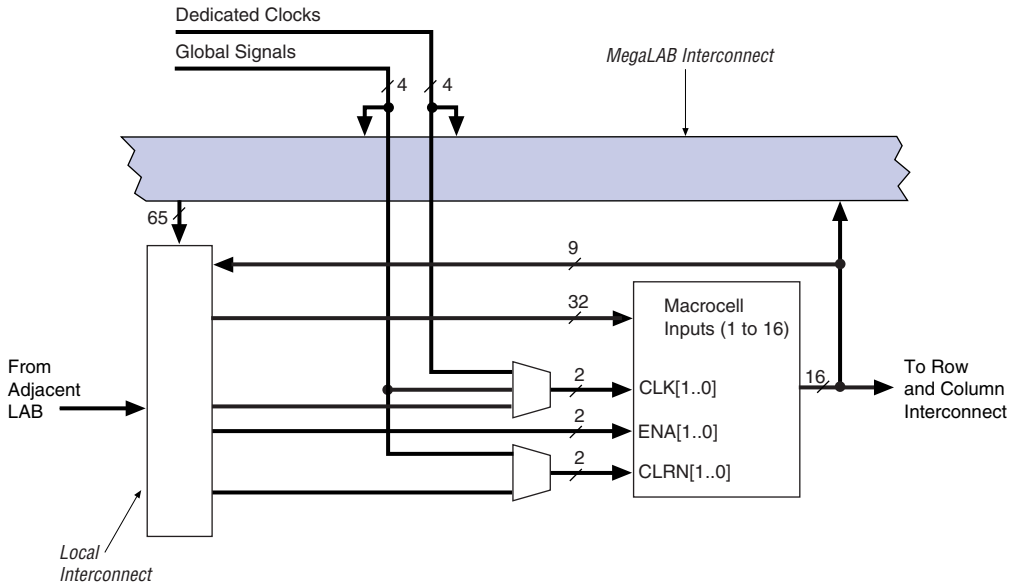 Dedicated Clocks
Global Signals
MegaLAB Interconnect
4
4
65
9
32
Macrocell
Inputs (1 to 16)
From
Adjacent
LAB
2
CLK[1..0]
16
To Row
and Column
Interconnect
2
ENA[1..0]
2
CLRN[1..0]
Local
Interconnect